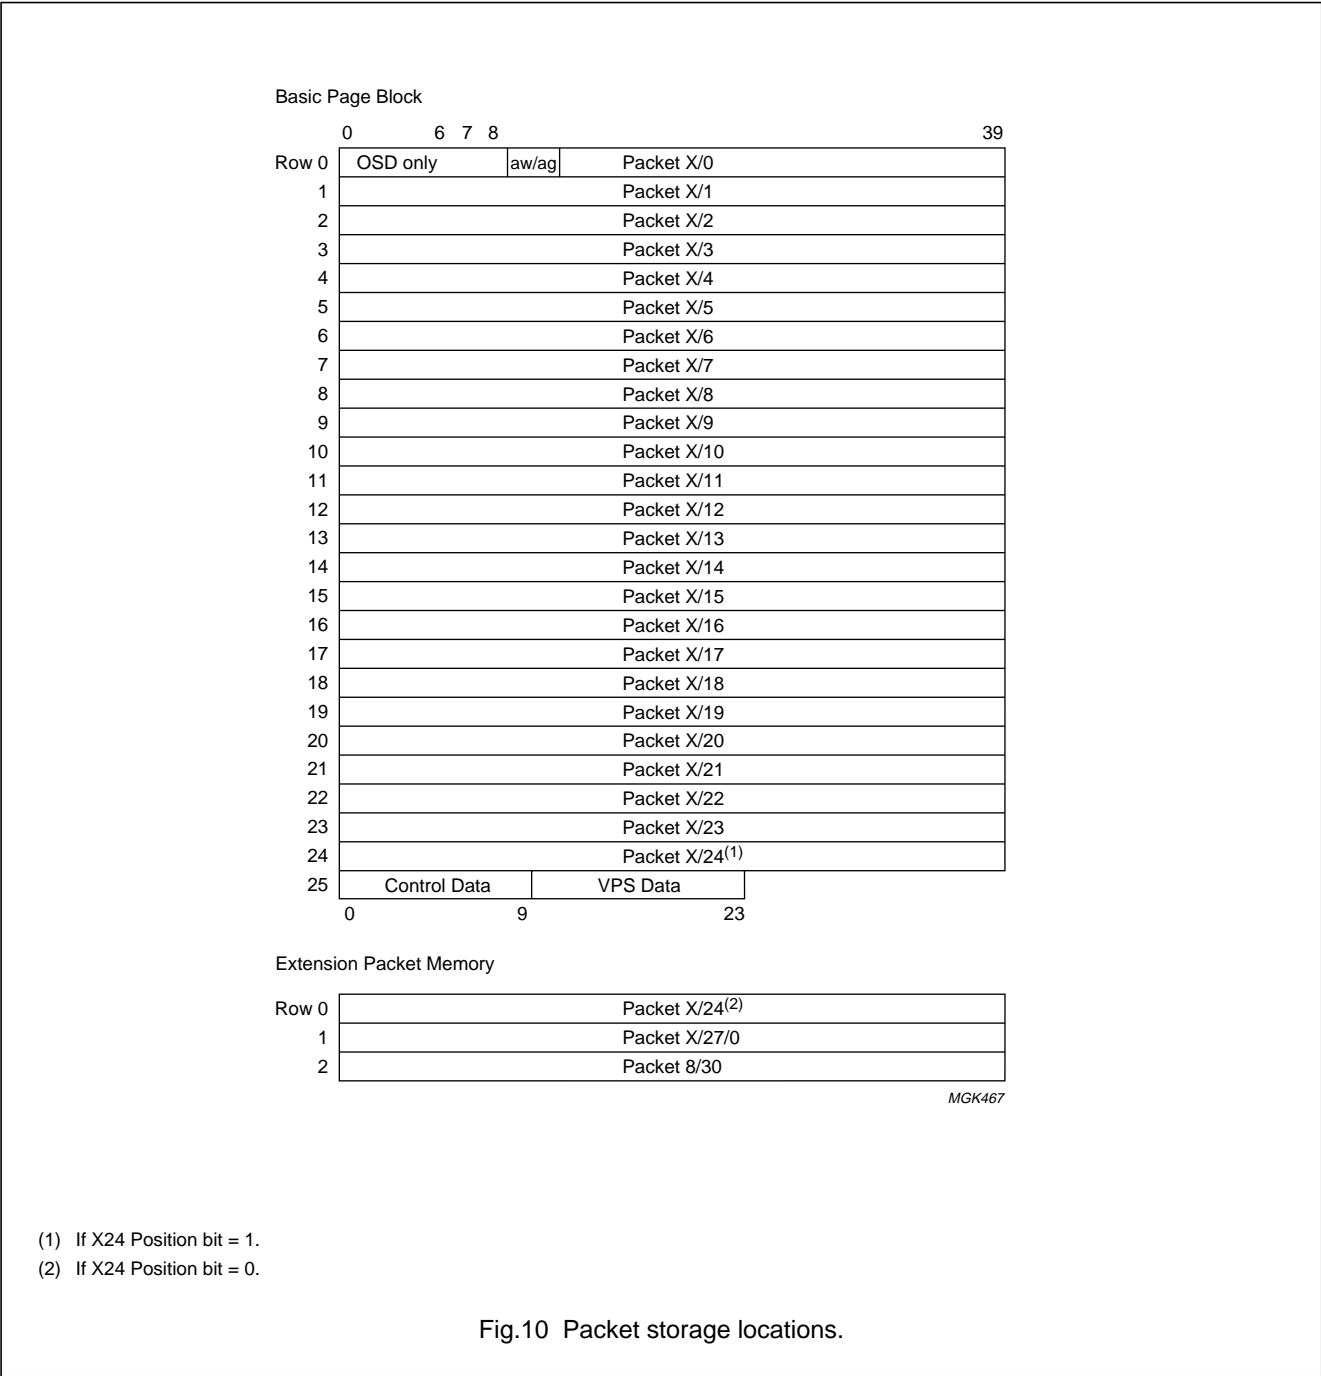 Basic Page Block
0 6 7 8 39
Row 0 OSD only aw/ag Packet X/0
1 Packet X/1
2 Packet X/2
3 Packet X/3
4 Packet X/4
5 Packet X/5
6 Packet X/6
7 Packet X/7
8 Packet X/8
9 Packet X/9
10 Packet X/10
11 Packet X/11
12 Packet X/12
13 Packet X/13
14 Packet X/14
15 Packet X/15
16 Packet X/16
17 Packet X/17
18 Packet X/18
19 Packet X/19
20 Packet X/20
21 Packet X/21
22 Packet X/22
23 Packet X/23
24 Packet X/24(1)
25 Control Data VPS Data
0 9 23
Extension Packet Memory
Row 0 Packet X/24(2)
1 Packet X/27/0
2 Packet 8/30
MGK467
(1) If X24 Position bit = 1.
(2) If X24 Position bit = 0.
Fig.10 Packet storage locations.